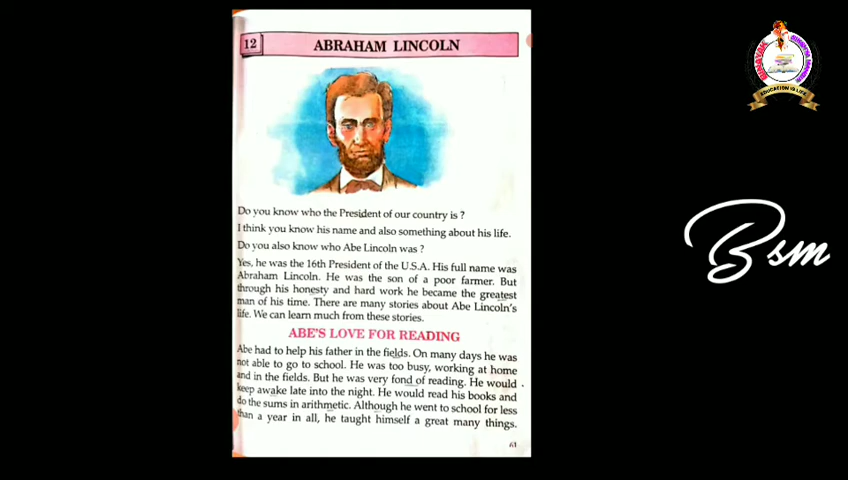 12
ABRAHAM LINCOLN
Do you know who the President of our country is ?
I think you know his name and also something about his life.
Do you also know who Abe Lincoln was ?
Yes, he was the 16th President of the U.S.A. His full name was
Abraham Lincoln. He was the son of a poor farmer. But
through his honesty and hard work he became the greatest
man of his time. There are many stories about Abe Lincoln's
life. We can learn much from these stories.
ABE'S LOVE FOR READING
Abe had to help his father in the fields. On many days he was
not able to go to school. He was too busy, working at home
and in the fields. But he was very fond of reading. He would
keep awake late into the night. He would read his books and
do the sums in arithmetic. Although he went to school for less
than a year in all, he taught himself a great many things.
61
EDUCATION IS LIFE
Bsm